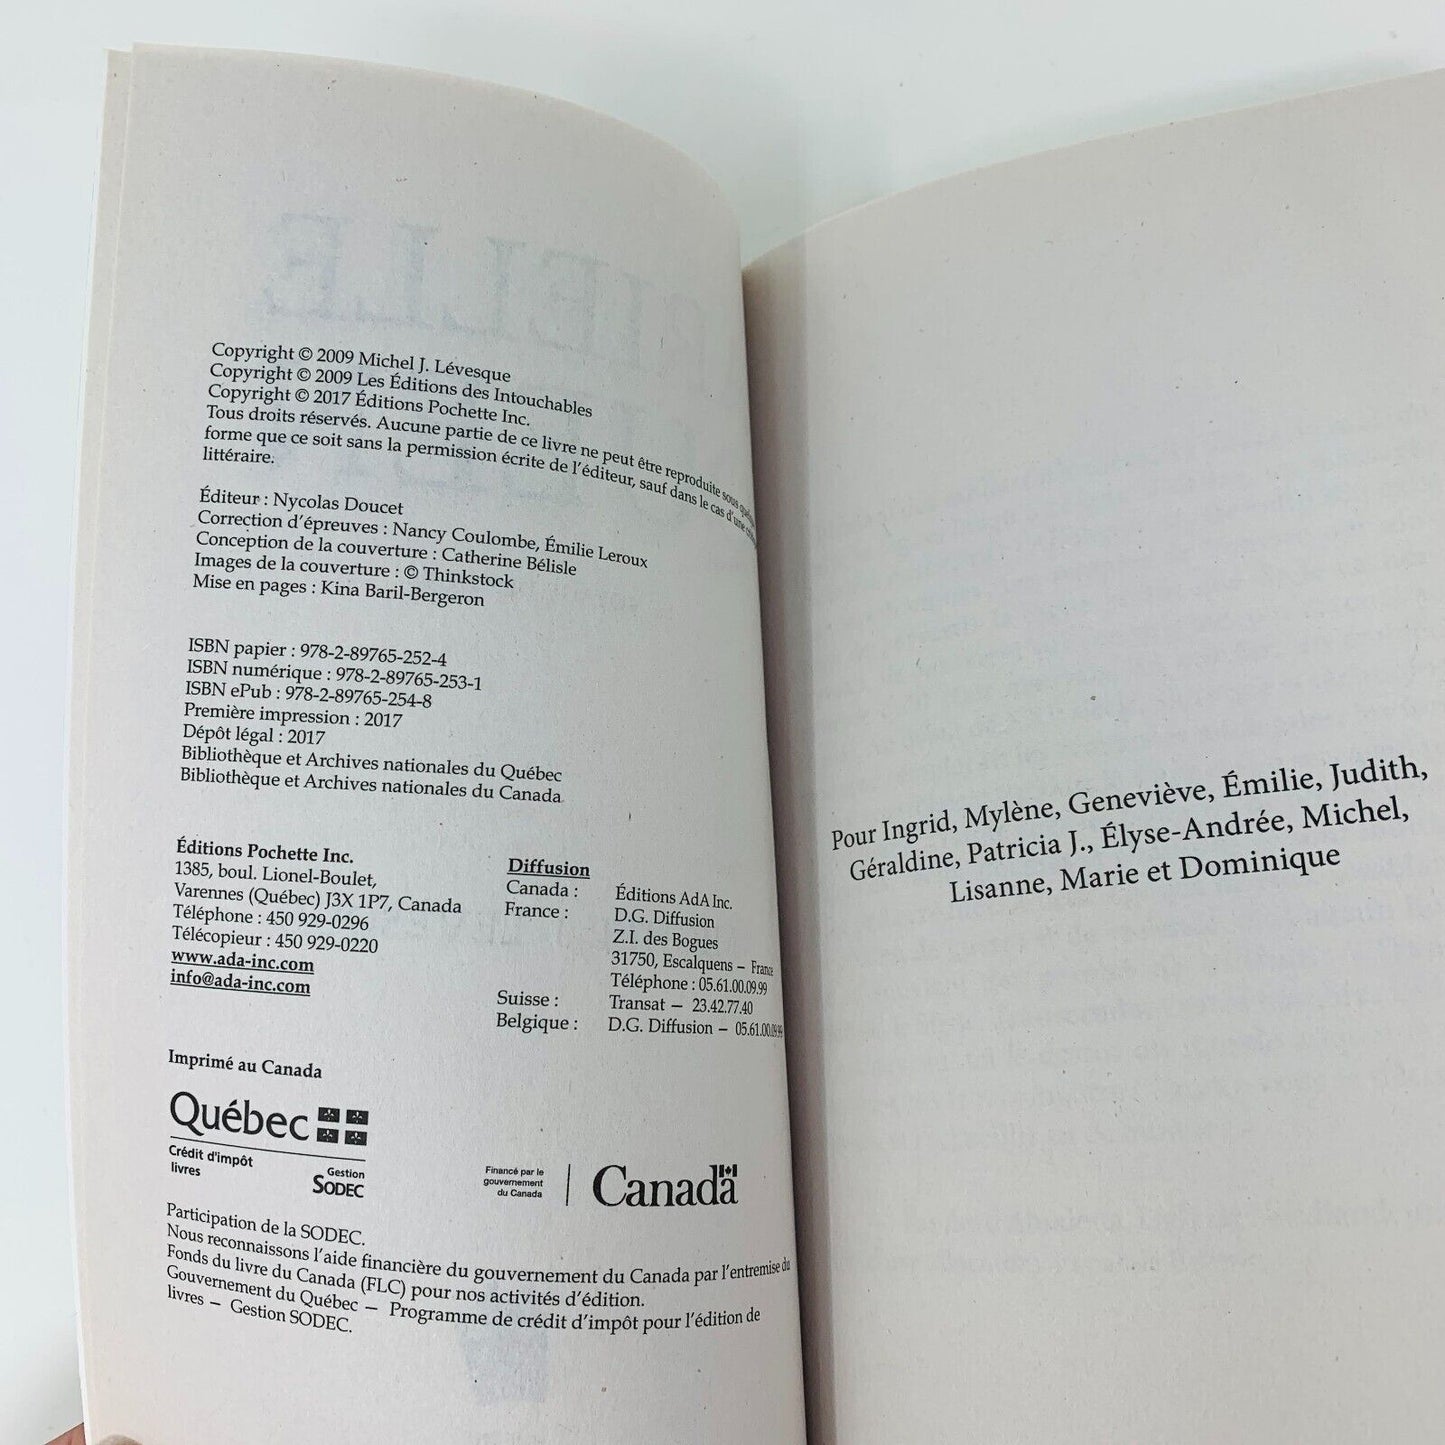 Copyright © 2009 Michel J. Lévesque
Copyright © 2009 Les Éditions des Intouchables
Copyright © 2017 Éditions Pochette Inc.
Tous droits réservés. Aucune partie de ce livre ne peut être reproduite sous
forme que ce soit sans la permission écrite de l'éditeur, sauf dans le cas d'une
littéraire.
Éditeur : Nycolas Doucet
Correction d'épreuves : Nancy Coulombe, Émilie Leroux
Conception de la couverture : Catherine Bélisle
Images de la couverture : © Thinkstock
Mise en pages : Kina Baril-Bergeron
ISBN papier : 978-2-89765-252-4
ISBN numérique : 978-2-89765-253-1
ISBN ePub : 978-2-89765-254-8
Première impression : 2017
Dépôt légal : 2017
Bibliothèque et Archives nationales du Québec
Bibliothèque et Archives nationales du Canada
Éditions Pochette Inc.
1385, boul. Lionel-Boulet,
Varennes (Québec) J3X 1P7, Canada
Téléphone : 450 929-0296
Télécopieur : 450 929-0220
www.ada-inc.com
info@ada-inc.com
Diffusion
Canada : Éditions AdA Inc.
France : D.G. Diffusion
Z.I. des Bogues
31750, Escalquens – France
Téléphone : 05.61.00.09.99
Suisse : Transat – 23.42.77.40
Belgique : D.G. Diffusion – 05.61.00.09.99
Imprimé au Canada
Québec
Crédit d'impôt
livres
Gestion
SODEC
Financé par le
gouvernement
du Canada
Canada
Participation de la SODEC.
Nous reconnaissons l'aide financière du gouvernement du Canada par l'entremise du
Fonds du livre du Canada (FLC) pour nos activités d'édition.
Gouvernement du Québec – Programme de crédit d'impôt pour l'édition de
livres – Gestion SODEC.
Pour Ingrid, Mylène, Geneviève, Émilie, Judith,
Géraldine, Patricia J., Élyse-Andrée, Michel,
Lisanne, Marie et Dominique